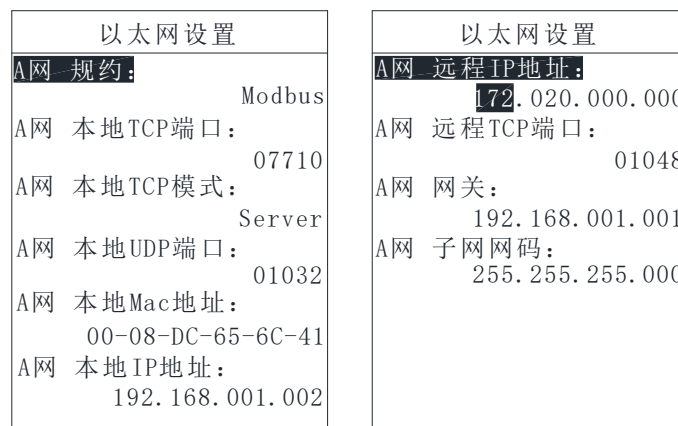 以太网设置
A网 规约:
Modbus
A网 本地TCP端口:
07710
A网 本地TCP模式:
Server
A网 本地UDP端口:
01032
A网 本地Mac地址:
00-08-DC-65-6C-41
A网 本地IP地址:
192.168.001.002
以太网设置
A网 远程IP地址:
172.020.000.000
A网 远程TCP端口:
01048
A网 网关:
192.168.001.001
A网 子网网码:
255.255.255.000